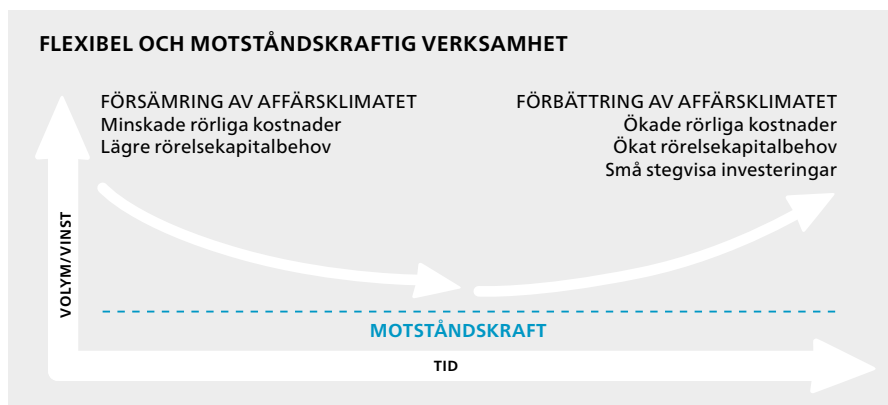 FLEXIBEL OCH MOTSTÅNDSKRAFTIG VERKSAMHET
FÖRSÄMRING AV AFFÄRSKLIMATET
Minskade rörliga kostnader
Lägre rörelsekapitalbehov
FÖRBÄTTRING AV AFFÄRSKLIMATET
Ökade rörliga kostnader
Ökat rörelsekapitalbehov
Små stegvisa investeringar
VOLYM/VINST
MOTSTÅNDSKRAFT
TID